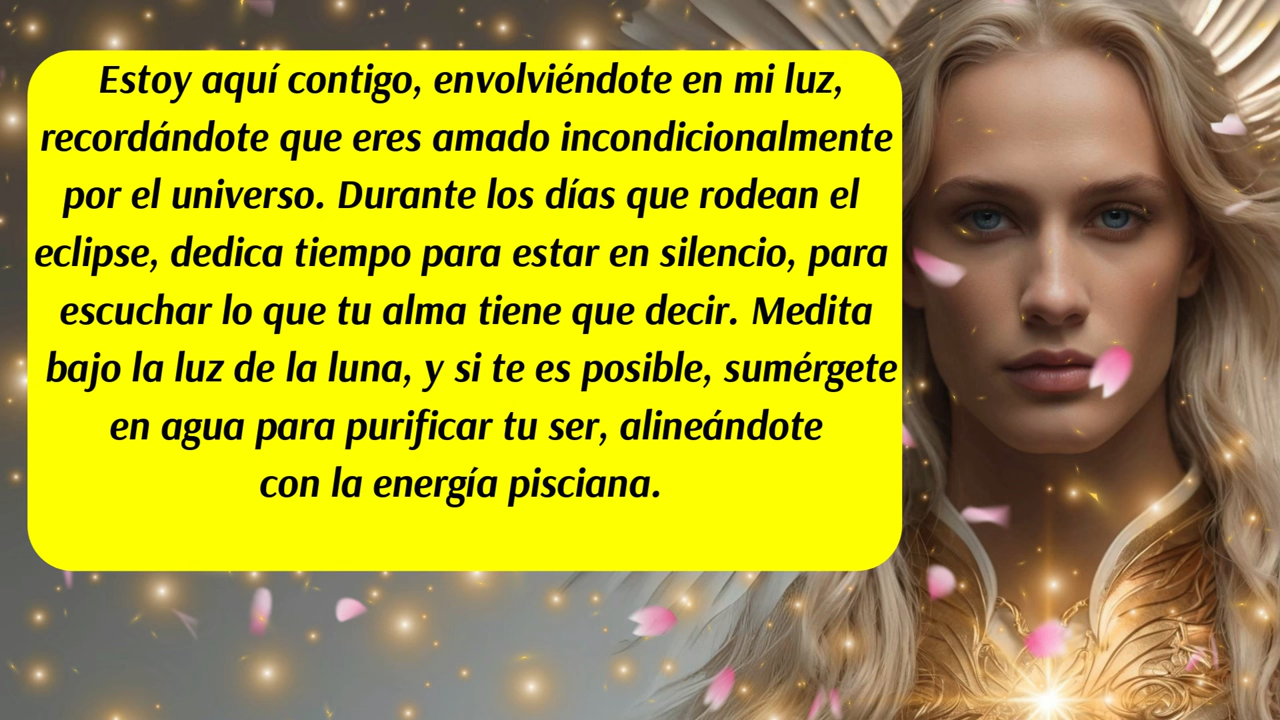 Estoy aquí contigo, envolviéndote en mi luz,
recordándote que eres amado incondicionalmente
por el universo. Durante los días que rodean el
eclipse, dedica tiempo para estar en silencio, para
escuchar lo que tu alma tiene que decir. Medita
bajo la luz de la luna, y si te es posible, sumérgete
en agua para purificar tu ser, alineándote
con la energía pisciana.